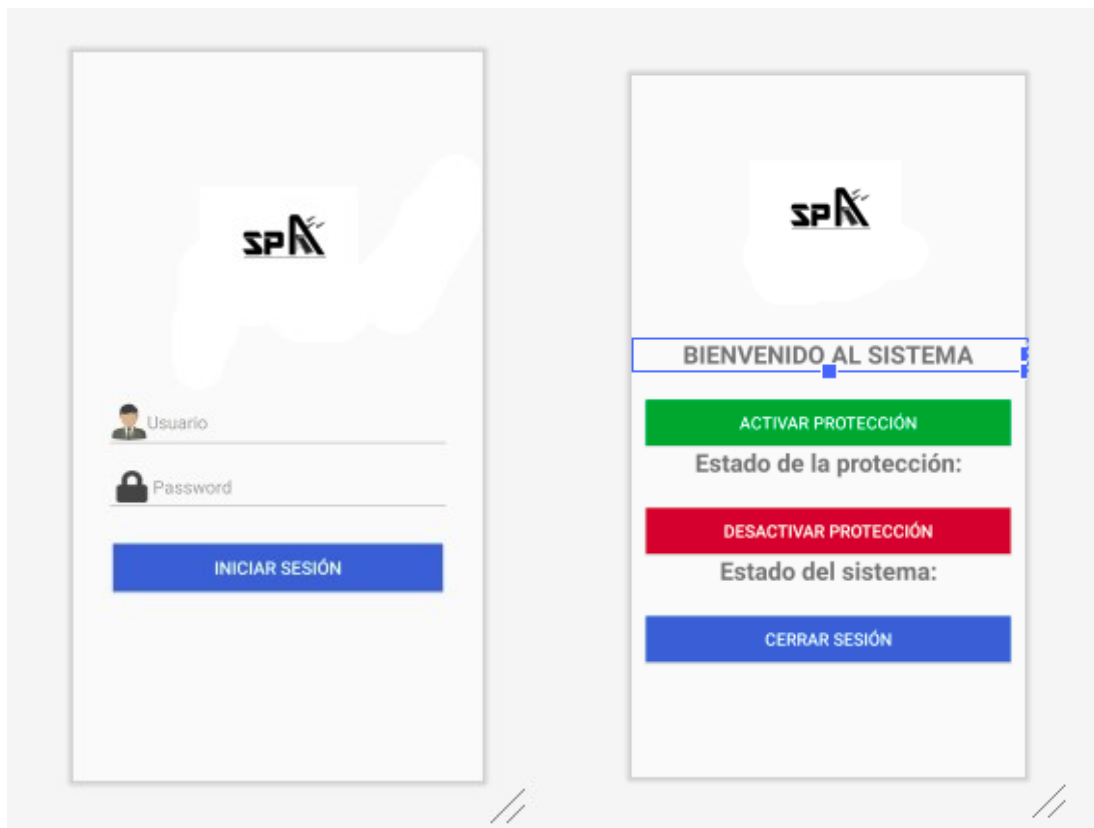 SPA
Usuario
Password
INICIAR SESIÓN
SPA
BIENVENIDO AL SISTEMA
ACTIVAR PROTECCIÓN
Estado de la protección:
DESACTIVAR PROTECCIÓN
Estado del sistema:
CERRAR SESIÓN